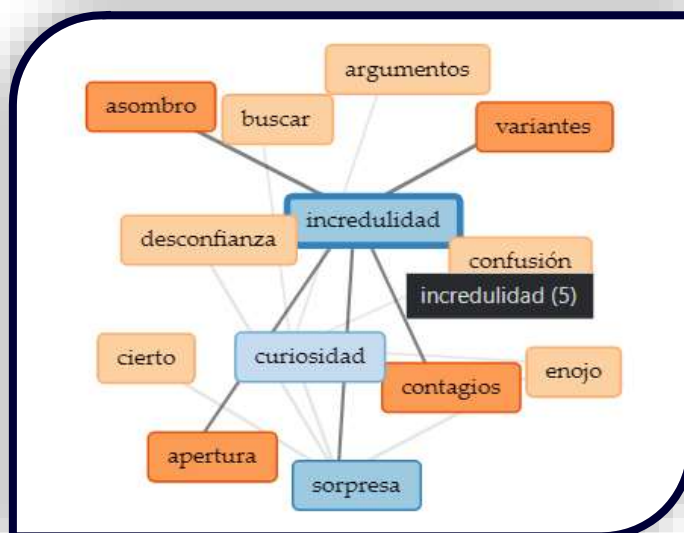 argumentos
asombro
buscar
variantes
incredulidad
desconfianza
confusión
incredulidad (5)
cierto
curiosidad
contagios
enojo
apertura
sorpresa